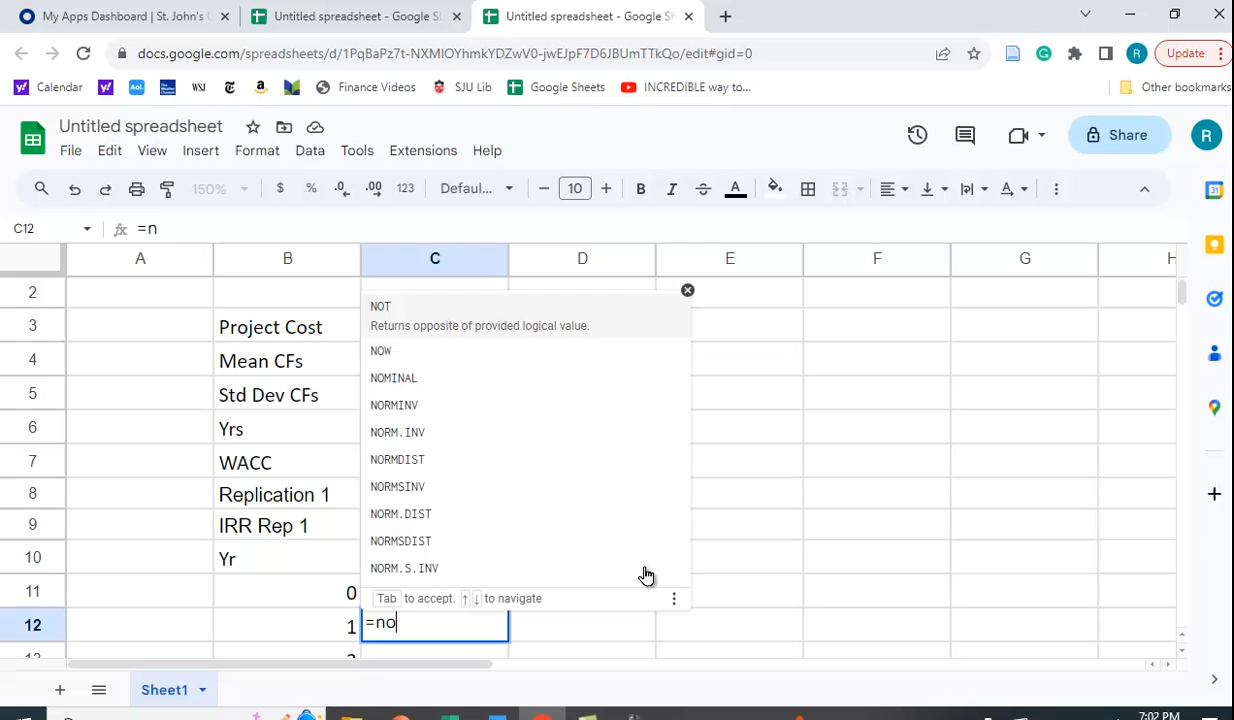 My Apps Dashboard | St. John's
Untitled spreadsheet - Google S
Untitled spreadsheet - Google S
docs.google.com/spreadsheets/d/1PqBaPz7t-NXMIOYhmkYDZwV0-jwEJpF7D6JBUmTTkQo/edit#gid=0
R
Update
Calendar
Aol.
WSJ
Finance Videos
SJU Lib
Google Sheets
INCREDIBLE way to...
Other bookmarks
Untitled spreadsheet
File Edit View Insert Format Data Tools Extensions Help
Share
R
150% $ % .0 .00 123 Defaul... 10 B I A
31
C12 =n
A B C D E F G H
2
3 Project Cost
4 Mean CFs
5 Std Dev CFs
6 Yrs
7 WACC
8 Replication 1
9 IRR Rep 1
10 Yr
11 0
12 1 =no
NOT
Returns opposite of provided logical value.
NOW
NOMINAL
NORMINV
NORM.INV
NORMDIST
NORMSINV
NORM.DIST
NORMSDIST
NORM.S.INV
Tab to accept. ↑ ↓ to navigate
Sheet1
7:02 PM